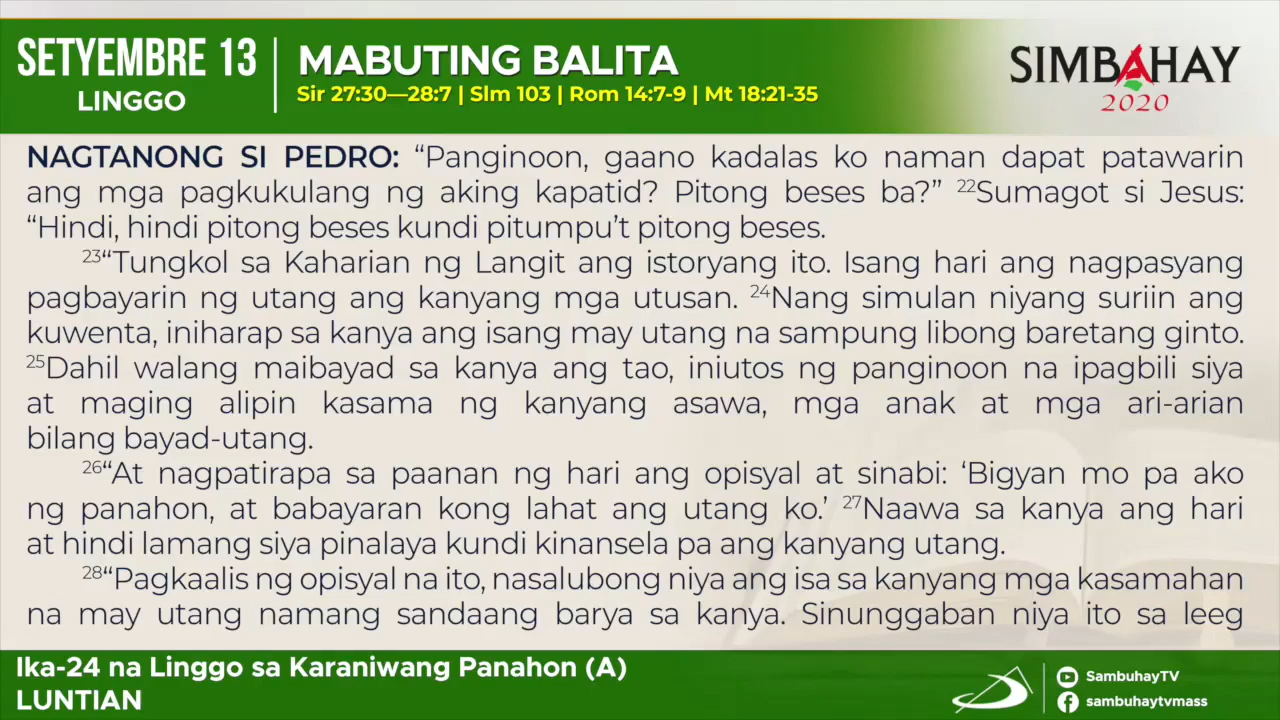 SETYEMBRE 13
LINGGO
MABUTING BALITA
Sir 27:30—28:7 | Slm 103 | Rom 14:7-9 | Mt 18:21-35
SIMBAHAY
2020
NAGTANONG SI PEDRO: “Panginoon, gaano kadalas ko naman dapat patawarin
ang mga pagkukulang ng aking kapatid? Pitong beses ba?” ²²Sumagot si Jesus:
“Hindi, hindi pitong beses kundi pitumpu’t pitong beses.
²³“Tungkol sa Kaharian ng Langit ang istoryang ito. Isang hari ang nagpasyang
pagbayarin ng utang ang kanyang mga utusan. ²⁴Nang simulan niyang suriin ang
kuwenta, iniharap sa kanya ang isang may utang na sampung libong baretang ginto.
²⁵Dahil walang maibayad sa kanya ang tao, iniutos ng panginoon na ipagbili siya
at maging alipin kasama ng kanyang asawa, mga anak at mga ari-arian
bilang bayad-utang.
²⁶“At nagpatirapa sa paanan ng hari ang opisyal at sinabi: ‘Bigyan mo pa ako
ng panahon, at babayaran kong lahat ang utang ko.’ ²⁷Naawa sa kanya ang hari
at hindi lamang siya pinalaya kundi kinansela pa ang kanyang utang.
²⁸“Pagkaalis ng opisyal na ito, nasalubong niya ang isa sa kanyang mga kasamahan
na may utang namang sandaang barya sa kanya. Sinunggaban niya ito sa leeg
Ika-24 na Linggo sa Karaniwang Panahon (A)
LUNTIAN
SambuhayTV
sambuhaytvmass